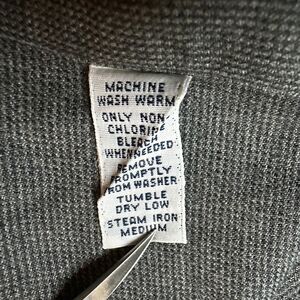 MACHINE
WASH WARM
ONLY NON
CHLORINE
BLEACH
WHEN NEEDED
REMOVE
PROMPTLY
FROM WASHER
TUMBLE
DRY LOW
STEAM IRON
MEDIUM